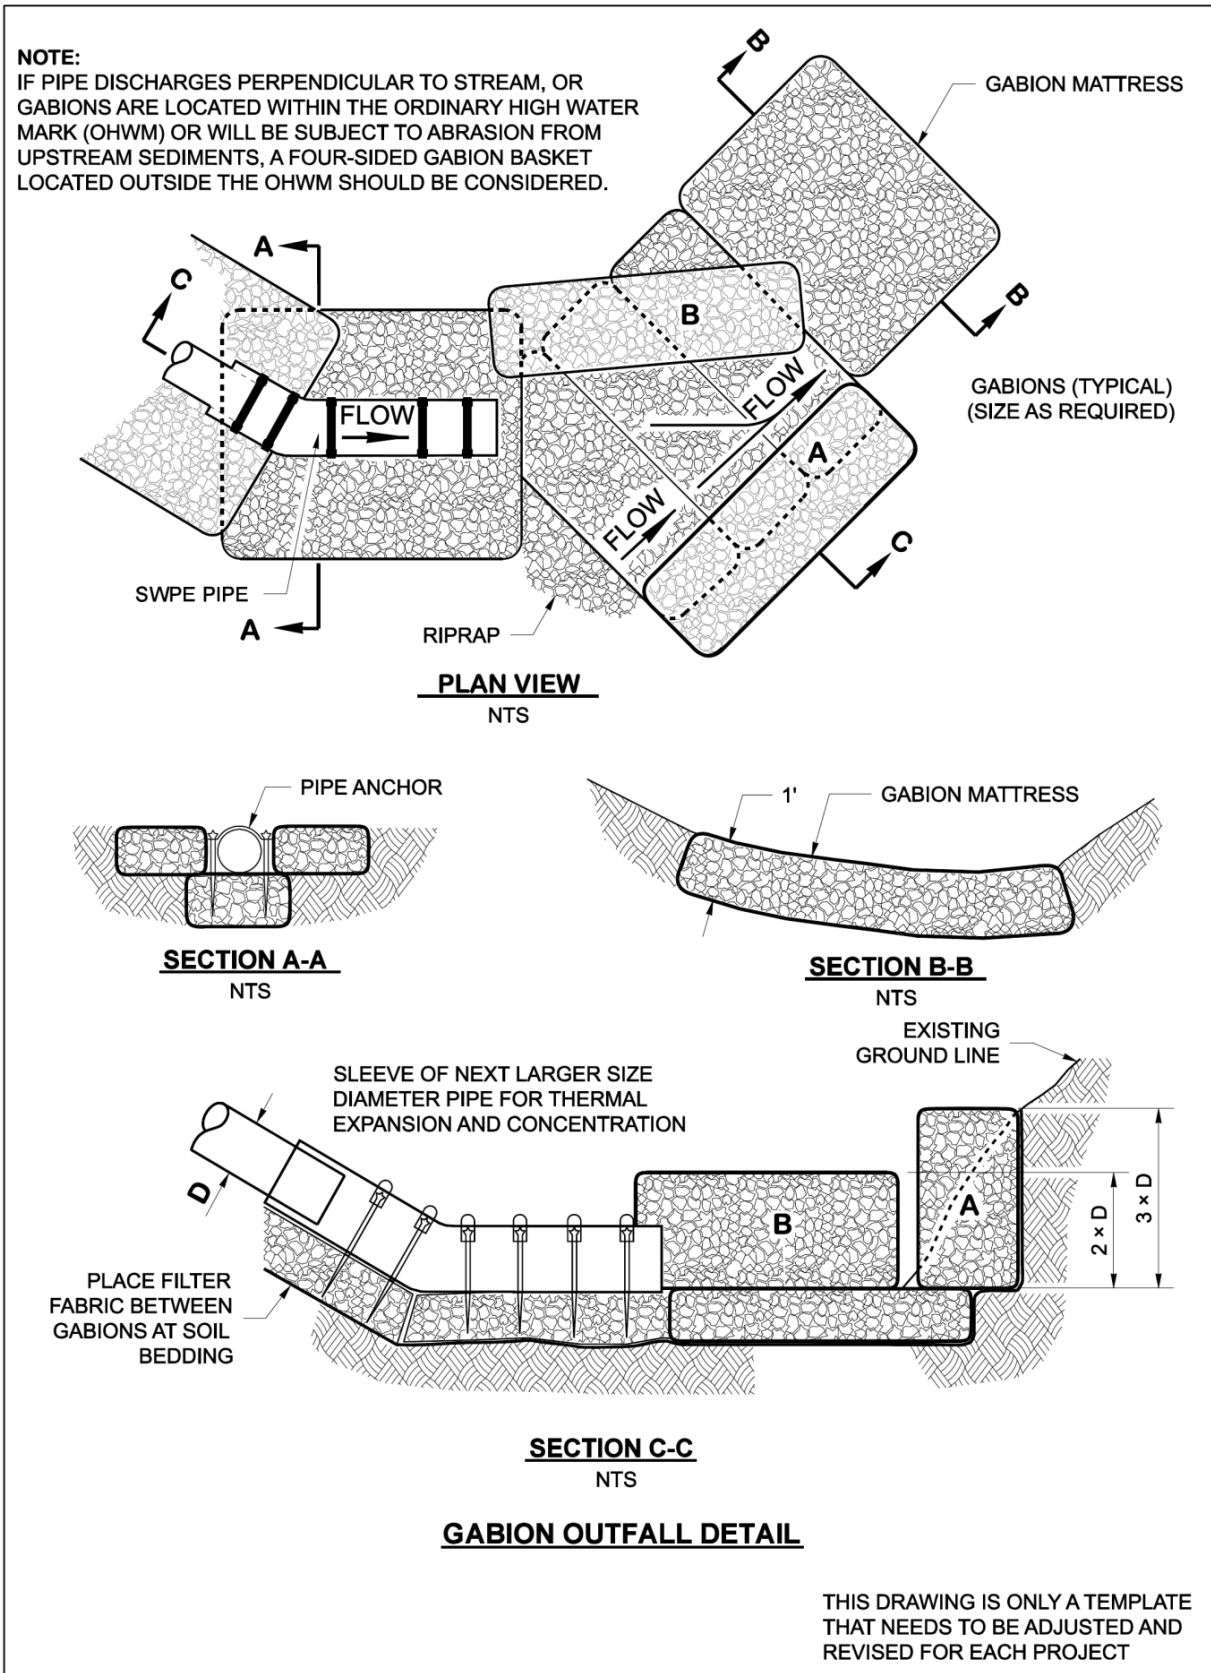 NOTE:
IF PIPE DISCHARGES PERPENDICULAR TO STREAM, OR
GABIONS ARE LOCATED WITHIN THE ORDINARY HIGH WATER
MARK (OHWM) OR WILL BE SUBJECT TO ABRASION FROM
UPSTREAM SEDIMENTS, A FOUR-SIDED GABION BASKET
LOCATED OUTSIDE THE OHWM SHOULD BE CONSIDERED.
B
GABION MATTRESS
A
C
B
B
GABIONS (TYPICAL)
(SIZE AS REQUIRED)
FLOW
FLOW
A
FLOW
C
SWPE PIPE
A
RIPRAP
PLAN VIEW
NTS
PIPE ANCHOR
SECTION A-A
NTS
1'
GABION MATTRESS
SECTION B-B
NTS
EXISTING
GROUND LINE
SLEEVE OF NEXT LARGER SIZE
DIAMETER PIPE FOR THERMAL
EXPANSION AND CONCENTRATION
D
B
A
2 × D
3 × D
PLACE FILTER
FABRIC BETWEEN
GABIONS AT SOIL
BEDDING
SECTION C-C
NTS
GABION OUTFALL DETAIL
THIS DRAWING IS ONLY A TEMPLATE
THAT NEEDS TO BE ADJUSTED AND
REVISED FOR EACH PROJECT